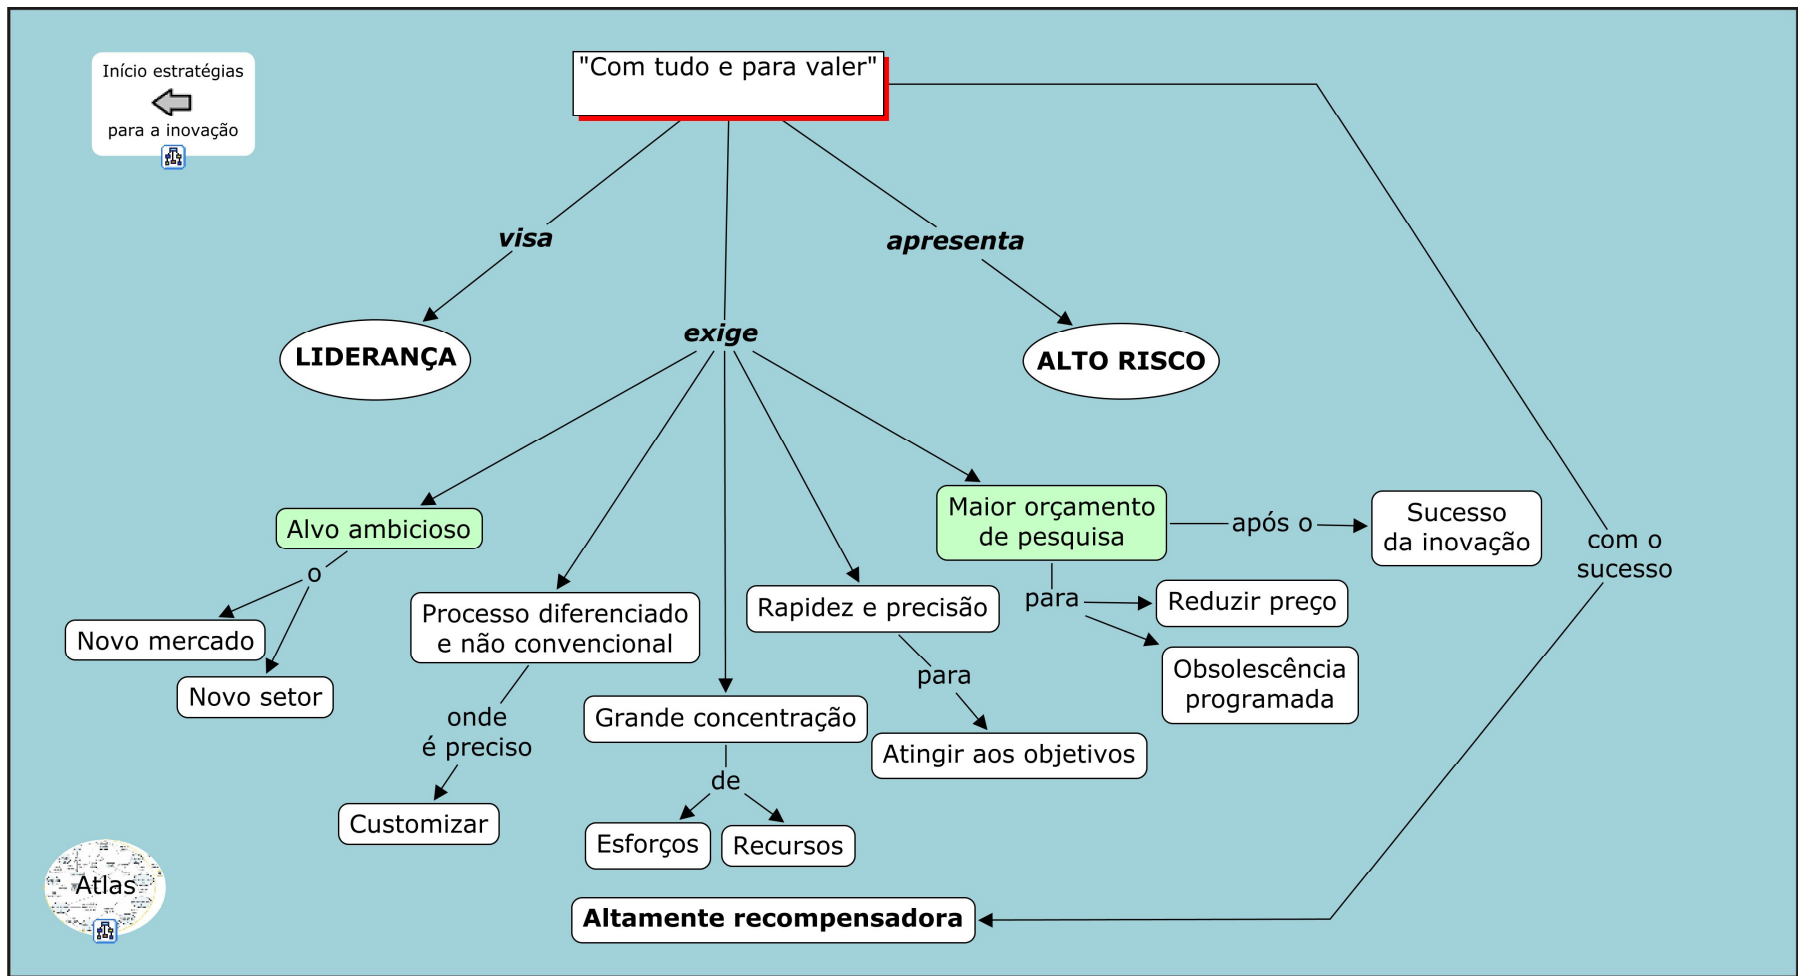 Início estratégias
para a inovação
"Com tudo e para valer"
visa
apresenta
exige
LIDERANÇA
ALTO RISCO
Alvo ambicioso
o
Novo mercado
Novo setor
Processo diferenciado
e não convencional
onde
é preciso
Customizar
Grande concentração
de
Esforços
Recursos
Rapidez e precisão
para
Atingir aos objetivos
Maior orçamento
de pesquisa
após o
Sucesso
da inovação
para
Reduzir preço
Obsolescência
programada
com o
sucesso
Altamente recompensadora
Atlas